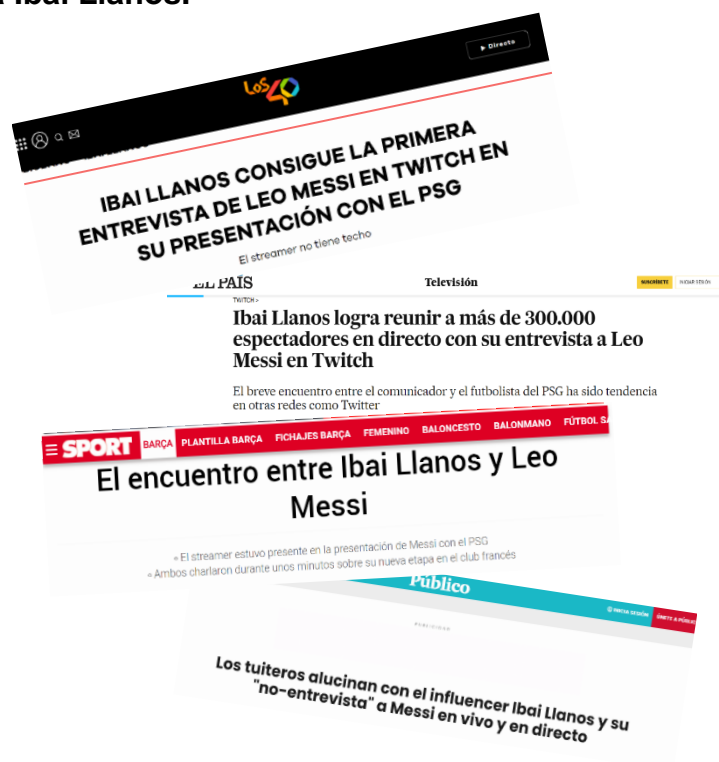 a Ibai Llanos.
LOS40
Directo
IBAI LLANOS CONSIGUE LA PRIMERA
ENTREVISTA DE LEO MESSI EN TWITCH EN
SU PRESENTACIÓN CON EL PSG
El streamer no tiene techo
EL PAÍS
Televisión
SUSCRÍBETE
INICIAR SESIÓN
TWITCH >
Ibai Llanos logra reunir a más de 300.000
espectadores en directo con su entrevista a Leo
Messi en Twitch
El breve encuentro entre el comunicador y el futbolista del PSG ha sido tendencia
en otras redes como Twitter
SPORT BARÇA PLANTILLA BARÇA FICHAJES BARÇA FEMENINO BALONCESTO BALONMANO FÚTBOL SA
El encuentro entre Ibai Llanos y Leo
Messi
El streamer estuvo presente en la presentación de Messi con el PSG
Ambos charlaron durante unos minutos sobre su nueva etapa en el club francés
Público
INICIA SESIÓN
ÚNETE A PÚBLIC
PUBLICIDAD
Los tuiteros alucinan con el influencer Ibai Llanos y su
"no-entrevista" a Messi en vivo y en directo